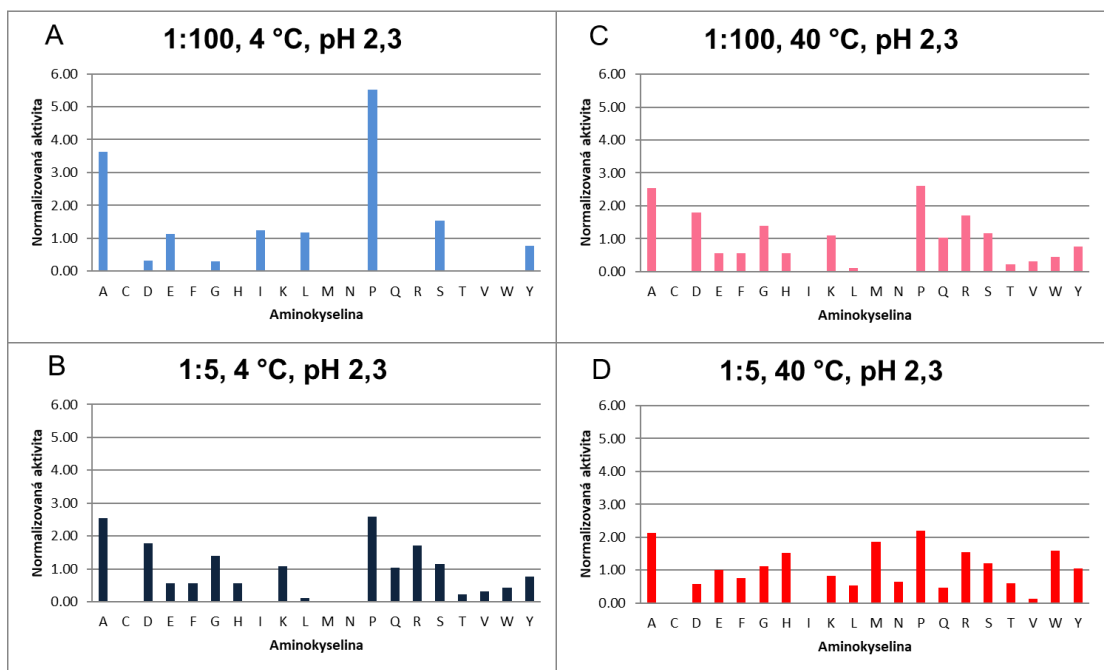 A
1:100, 4 °C, pH 2,3
Normalizovaná aktivita
6.00
5.00
4.00
3.00
2.00
1.00
0.00
A C D E F G H I K L M N P Q R S T V W Y
Aminokyselina
C
1:100, 40 °C, pH 2,3
Normalizovaná aktivita
6.00
5.00
4.00
3.00
2.00
1.00
0.00
A C D E F G H I K L M N P Q R S T V W Y
Aminokyselina
B
1:5, 4 °C, pH 2,3
Normalizovaná aktivita
6.00
5.00
4.00
3.00
2.00
1.00
0.00
A C D E F G H I K L M N P Q R S T V W Y
Aminokyselina
D
1:5, 40 °C, pH 2,3
Normalizovaná aktivita
6.00
5.00
4.00
3.00
2.00
1.00
0.00
A C D E F G H I K L M N P Q R S T V W Y
Aminokyselina